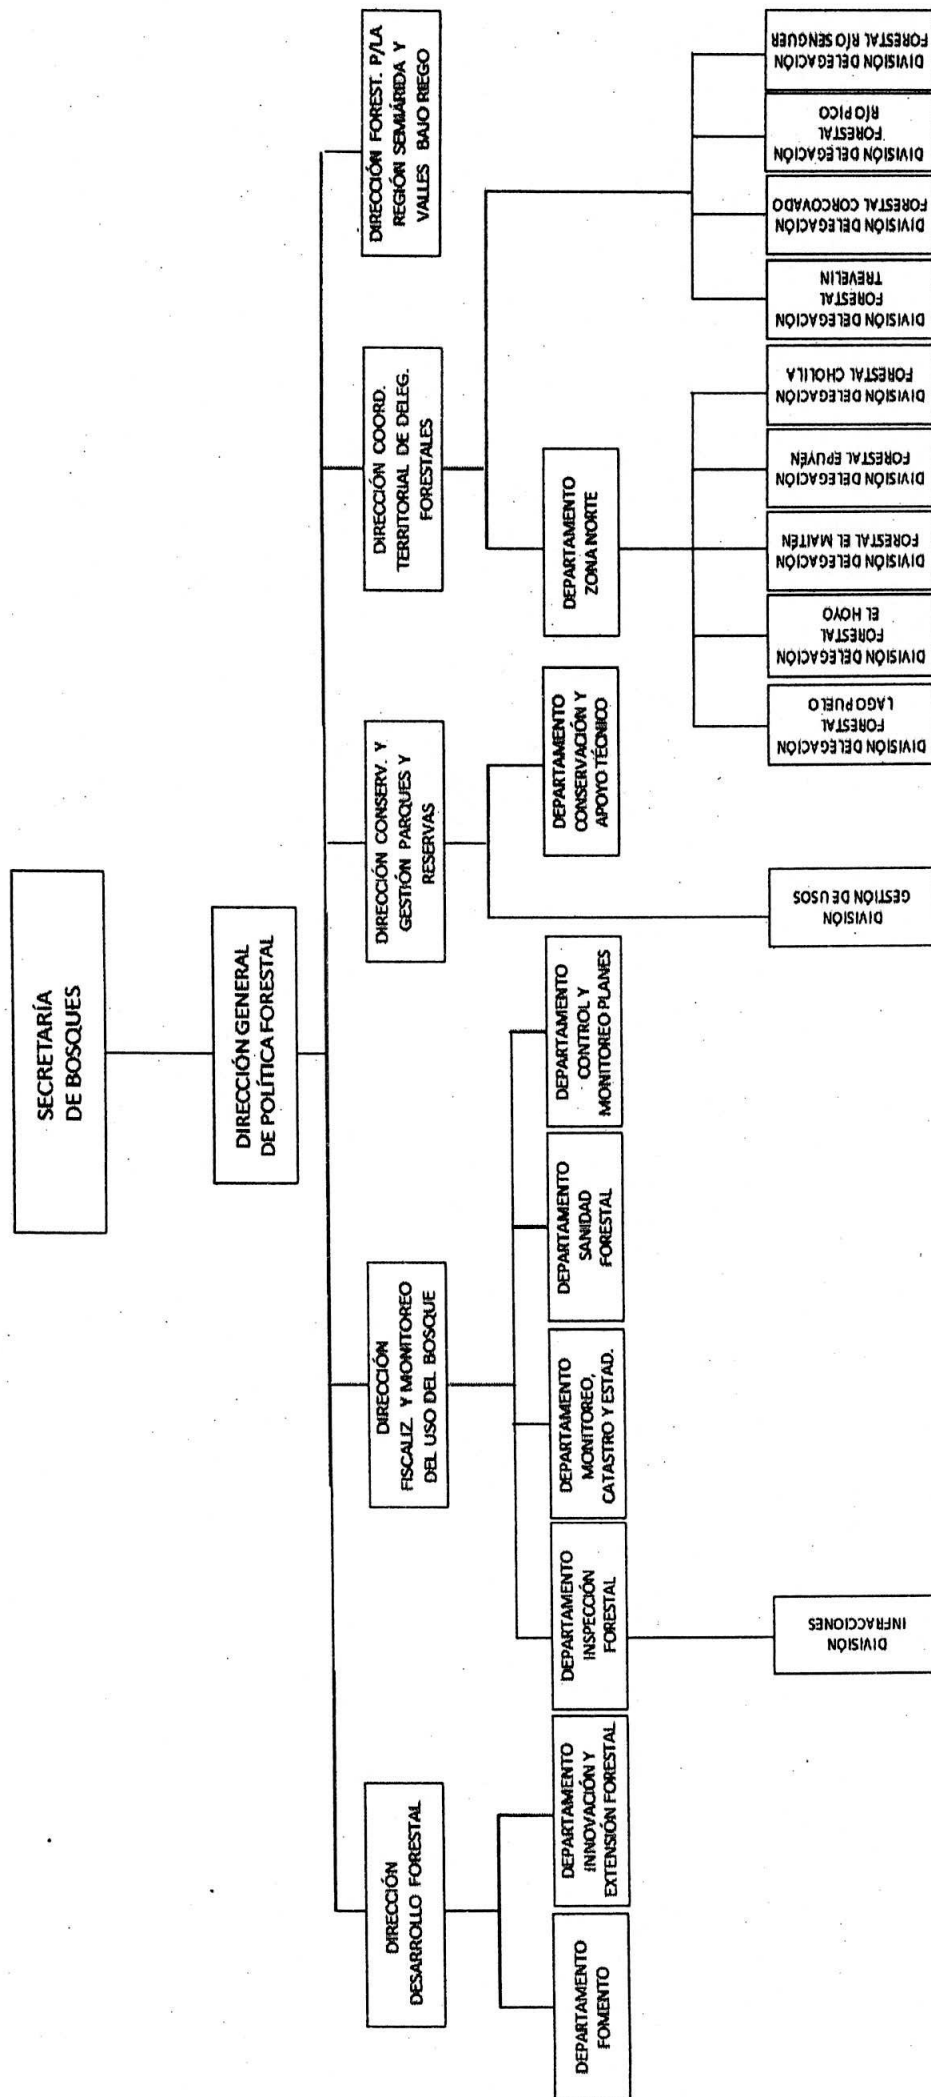 SECRETARÍA
DE BOSQUES
DIRECCIÓN GENERAL
DE POLÍTICA FORESTAL
DIRECCIÓN
DESARROLLO FORESTAL
DIRECCIÓN
FISCALIZ. Y MONITOREO
DEL USO DEL BOSQUE
DIRECCIÓN CONSERV. Y
GESTIÓN PARQUES Y
RESERVAS
DIRECCIÓN COORD.
TERRITORIAL DE DELEG.
FORESTALES
DIRECCIÓN FOREST. P/LA
REGIÓN SEMIÁRIDA Y
VALLES BAJO RIEGO
DEPARTAMENTO
FOMENTO
DEPARTAMENTO
INNOVACIÓN Y
EXTENSIÓN FORESTAL
DEPARTAMENTO
INSPECCIÓN
FORESTAL
DEPARTAMENTO
MONITOREO,
CATASTRO Y ESTAD.
DEPARTAMENTO
SANIDAD
FORESTAL
DEPARTAMENTO
CONTROL Y
MONITOREO PLANES
DEPARTAMENTO
CONSERVACIÓN Y
APOYO TÉCNICO
DEPARTAMENTO
ZONA NORTE
DIVISIÓN
INFRACCIONES
DIVISIÓN
GESTIÓN DE USOS
DIVISIÓN DELEGACIÓN
FORESTAL
LAGO PUELO
DIVISIÓN DELEGACIÓN
FORESTAL
EL HOYO
DIVISIÓN DELEGACIÓN
FORESTAL EL MAITÉN
DIVISIÓN DELEGACIÓN
FORESTAL EPUYÉN
DIVISIÓN DELEGACIÓN
FORESTAL CHOLILA
DIVISIÓN DELEGACIÓN
FORESTAL
TREVELIN
DIVISIÓN DELEGACIÓN
FORESTAL CORCOVADO
DIVISIÓN DELEGACIÓN
FORESTAL
RÍO PICO
DIVISIÓN DELEGACIÓN
FORESTAL RÍO SENGUER